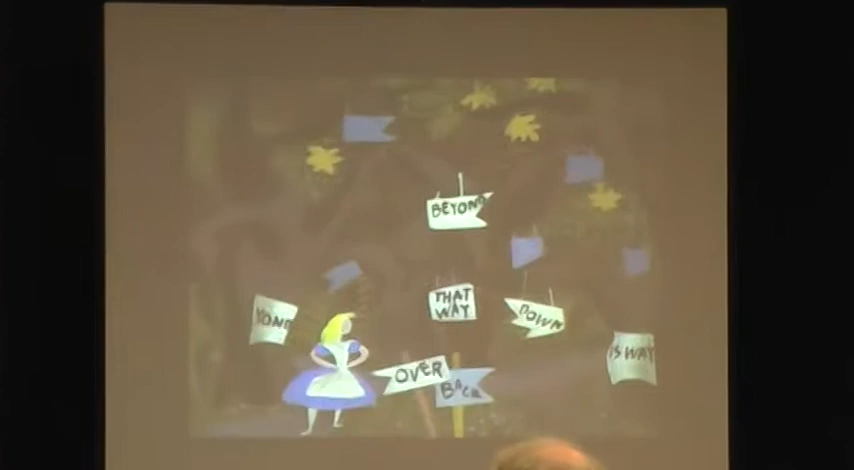 BEYOND
THAT
WAY
DOWN
YOND
IS WAY
OVER
BACK